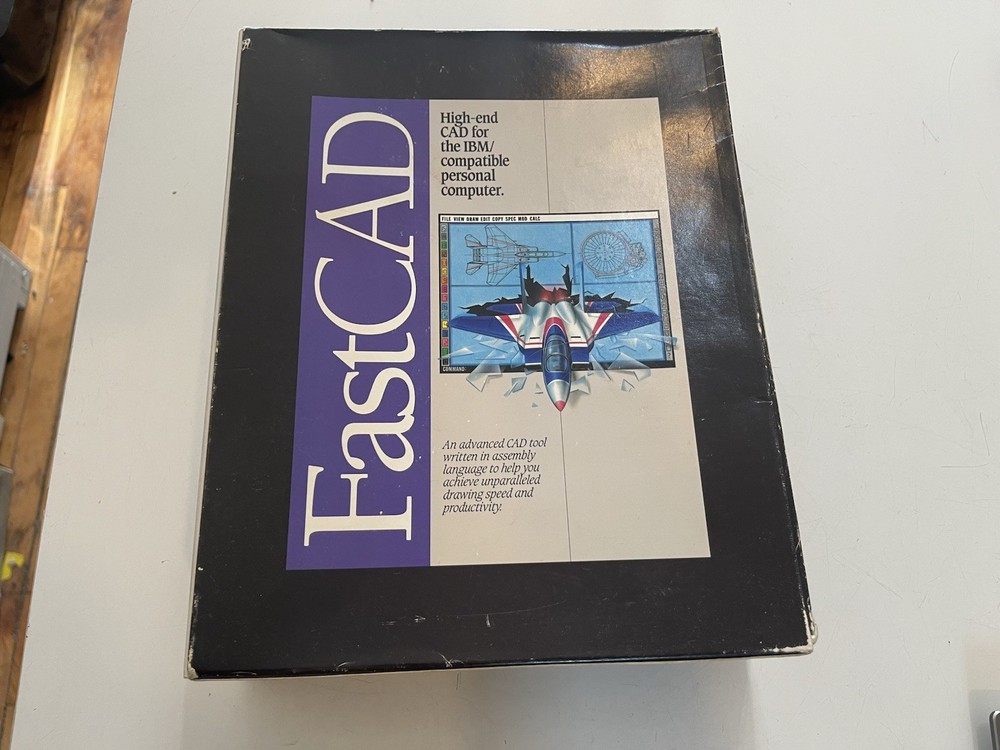 FastCAD
High-end
CAD for
the IBM/
compatible
personal
computer.
FILE VIEW DRAW EDIT COPY SPEC MOD CALC
COMMAND:
An advanced CAD tool
written in assembly
language to help you
achieve unparalleled
drawing speed and
productivity.